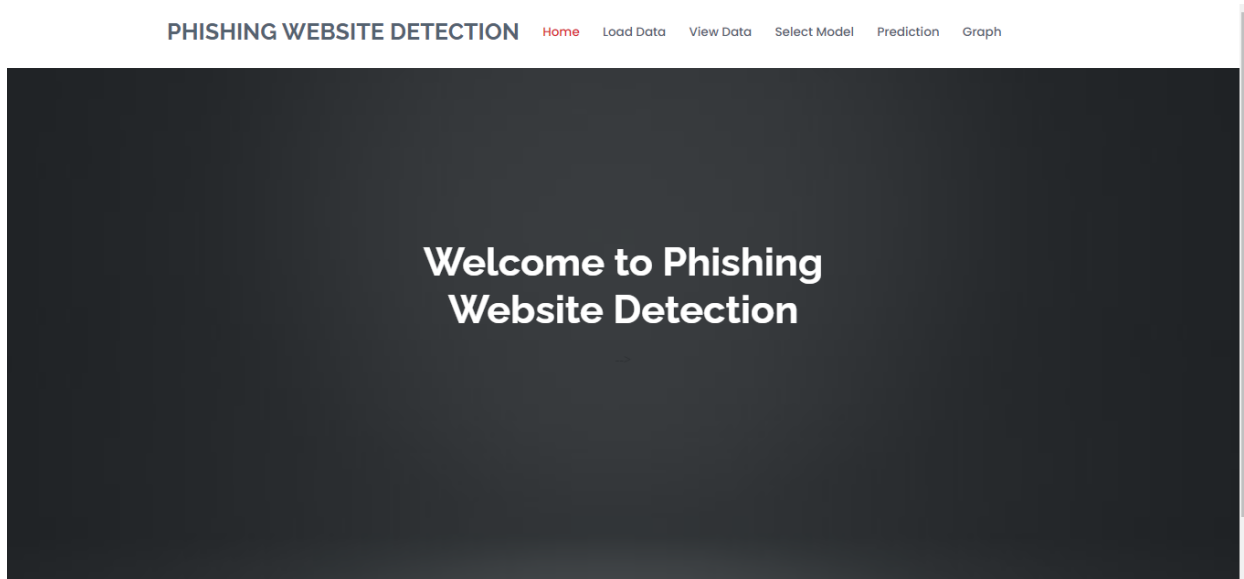 PHISHING WEBSITE DETECTION Home Load Data View Data Select Model Prediction Graph
Welcome to Phishing
Website Detection
-->